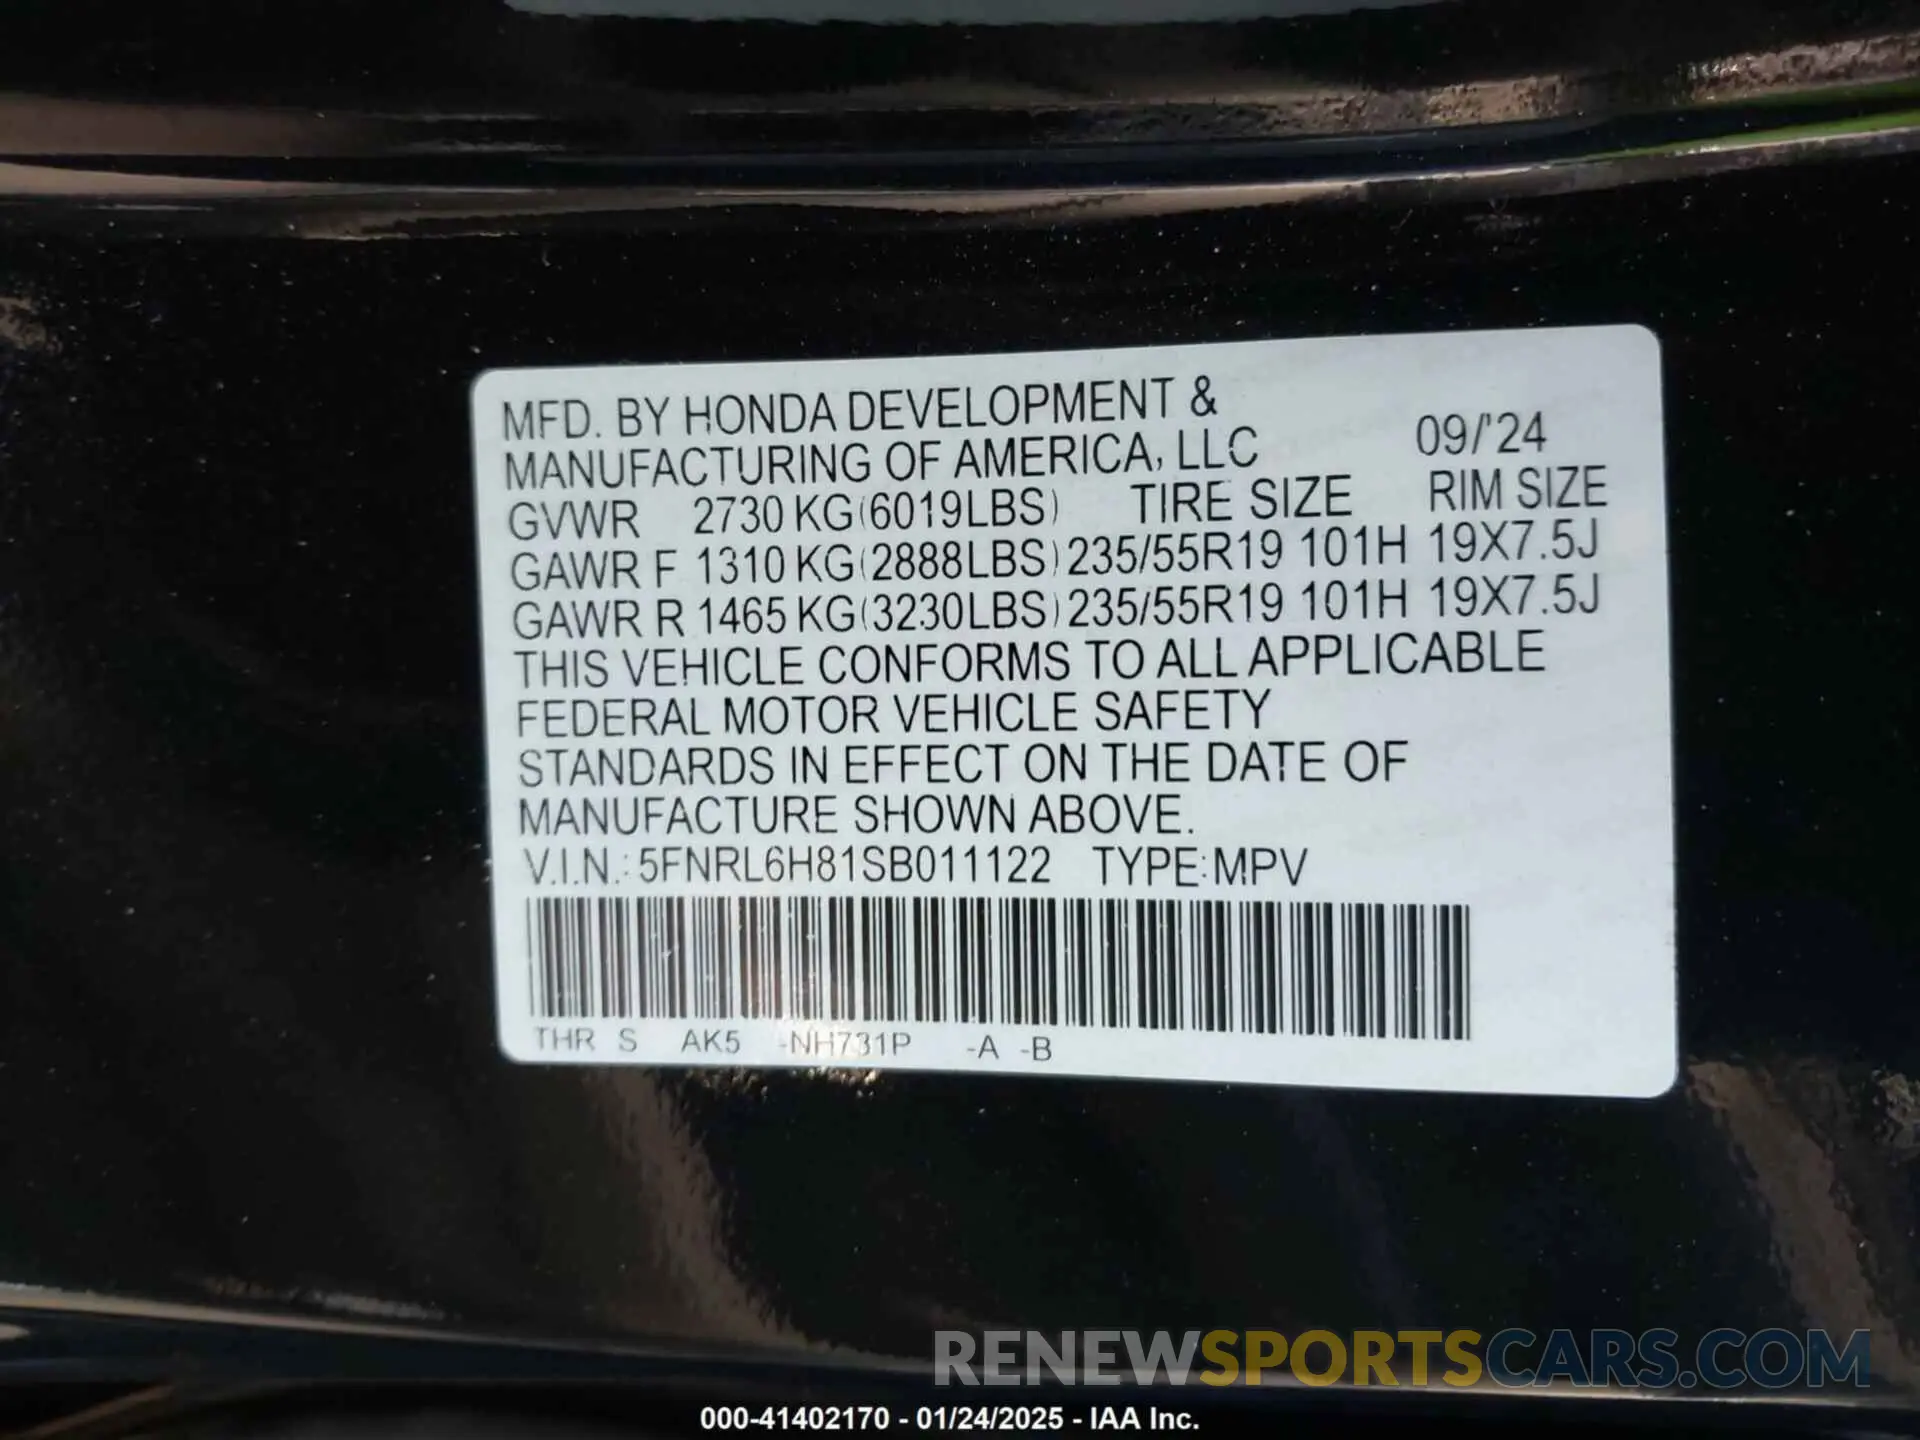 MFD. BY HONDA DEVELOPMENT &
MANUFACTURING OF AMERICA, LLC 09/'24
GVWR 2730 KG(6019LBS) TIRE SIZE RIM SIZE
GAWR F 1310 KG(2888LBS) 235/55R19 101H 19X7.5J
GAWR R 1465 KG(3230LBS) 235/55R19 101H 19X7.5J
THIS VEHICLE CONFORMS TO ALL APPLICABLE
FEDERAL MOTOR VEHICLE SAFETY
STANDARDS IN EFFECT ON THE DATE OF
MANUFACTURE SHOWN ABOVE.
V.I.N.: 5FNRL6H81SB011122 TYPE:MPV
THR S AK5 -NH731P -A -B
RENEWSPORTSCARS.COM
000-41402170 - 01/24/2025 - IAA Inc.